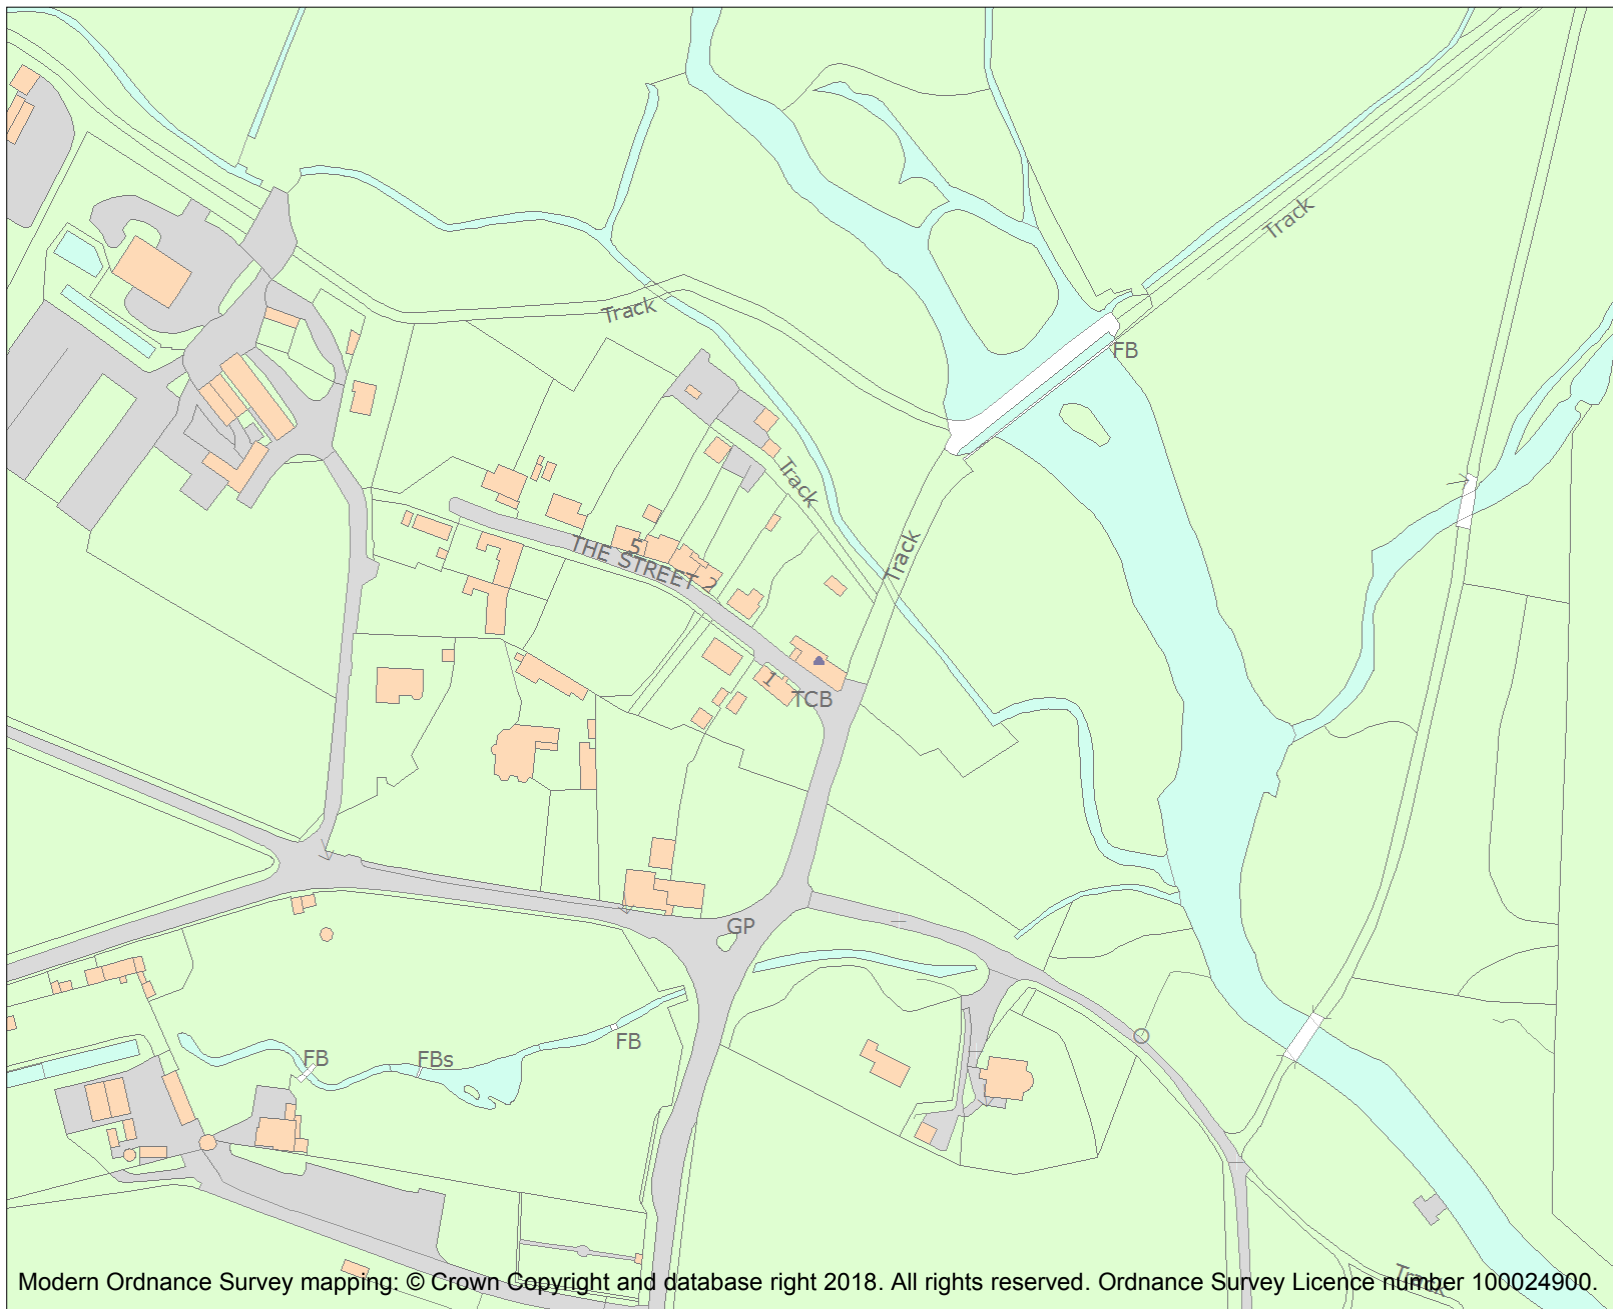 Track
Track
FB
Track
5
THE STREET
2
Track
1
TCB
GP
FB
FBs
FB
Track
Modern Ordnance Survey mapping: © Crown Copyright and database right 2018. All rights reserved. Ordnance Survey Licence number 100024900.